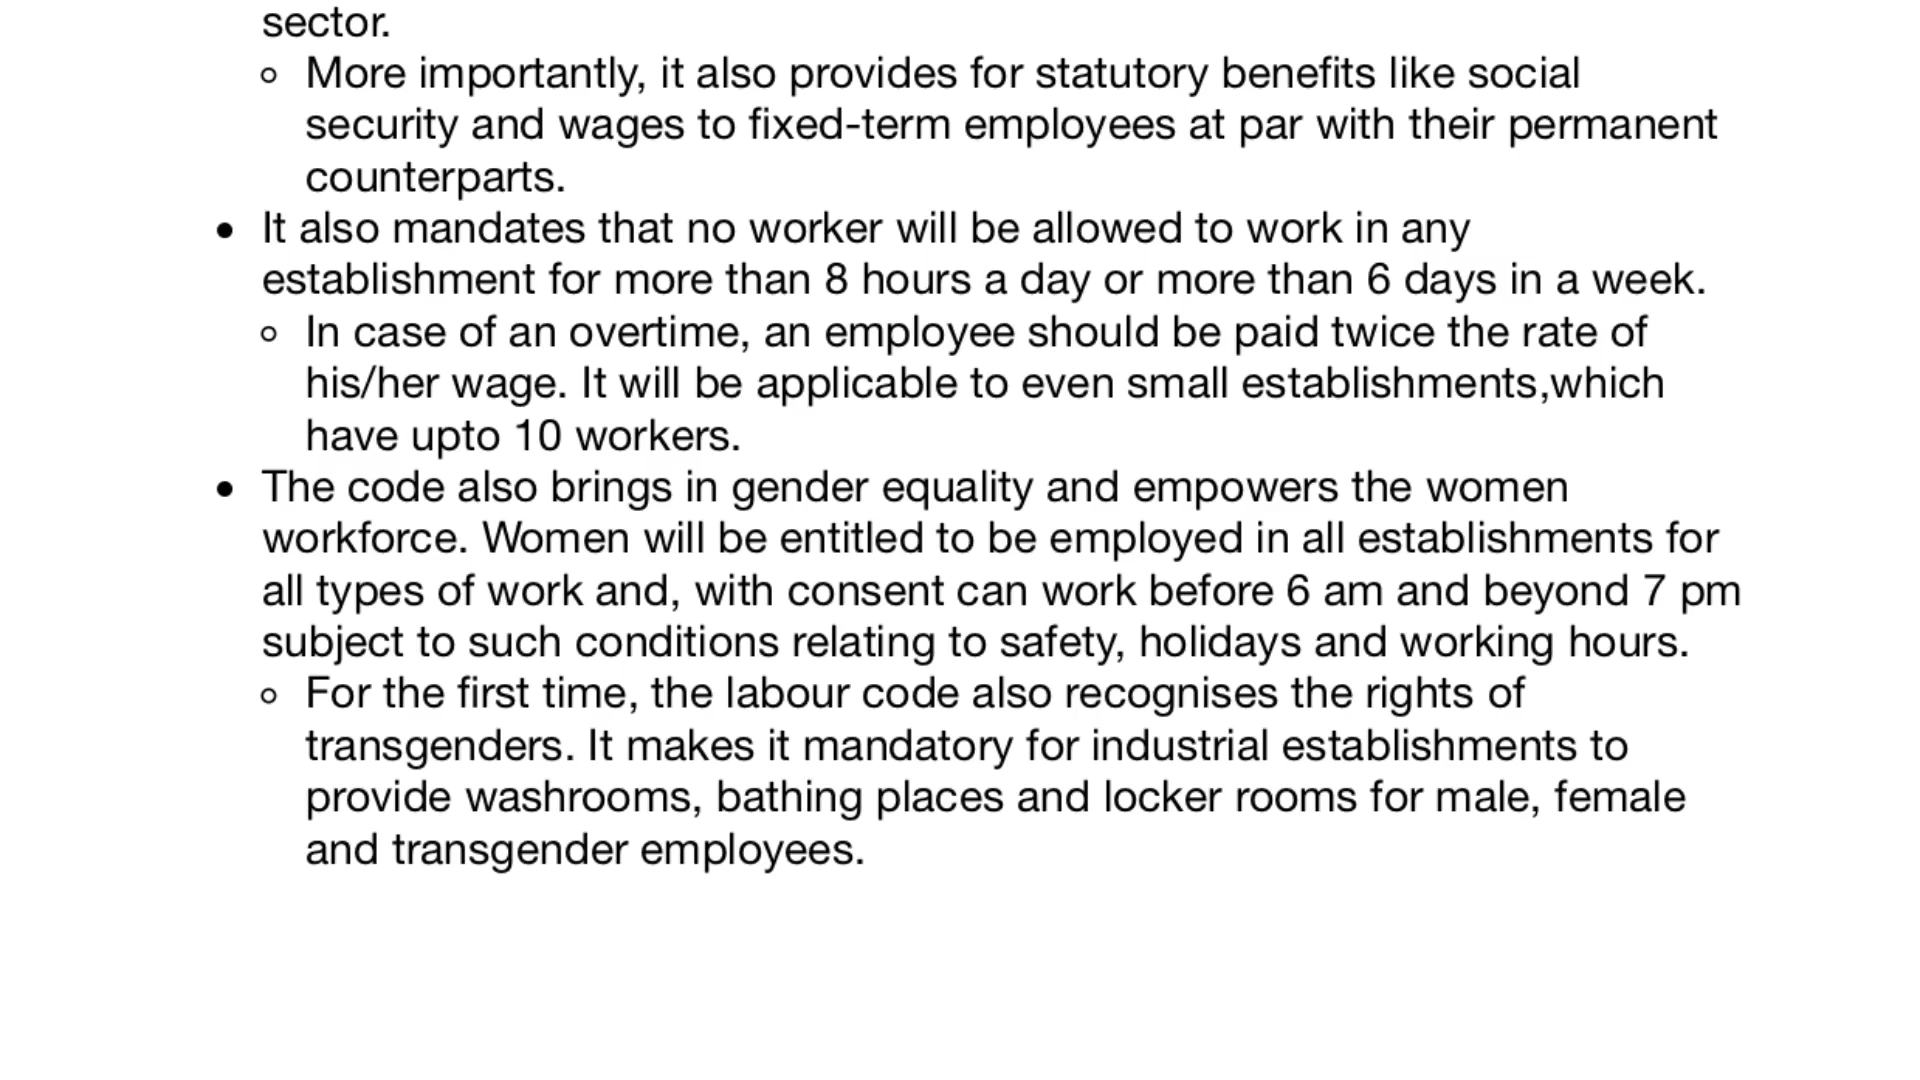 sector.
◦ More importantly, it also provides for statutory benefits like social
security and wages to fixed-term employees at par with their permanent
counterparts.
• It also mandates that no worker will be allowed to work in any
establishment for more than 8 hours a day or more than 6 days in a week.
◦ In case of an overtime, an employee should be paid twice the rate of
his/her wage. It will be applicable to even small establishments,which
have upto 10 workers.
• The code also brings in gender equality and empowers the women
workforce. Women will be entitled to be employed in all establishments for
all types of work and, with consent can work before 6 am and beyond 7 pm
subject to such conditions relating to safety, holidays and working hours.
◦ For the first time, the labour code also recognises the rights of
transgenders. It makes it mandatory for industrial establishments to
provide washrooms, bathing places and locker rooms for male, female
and transgender employees.